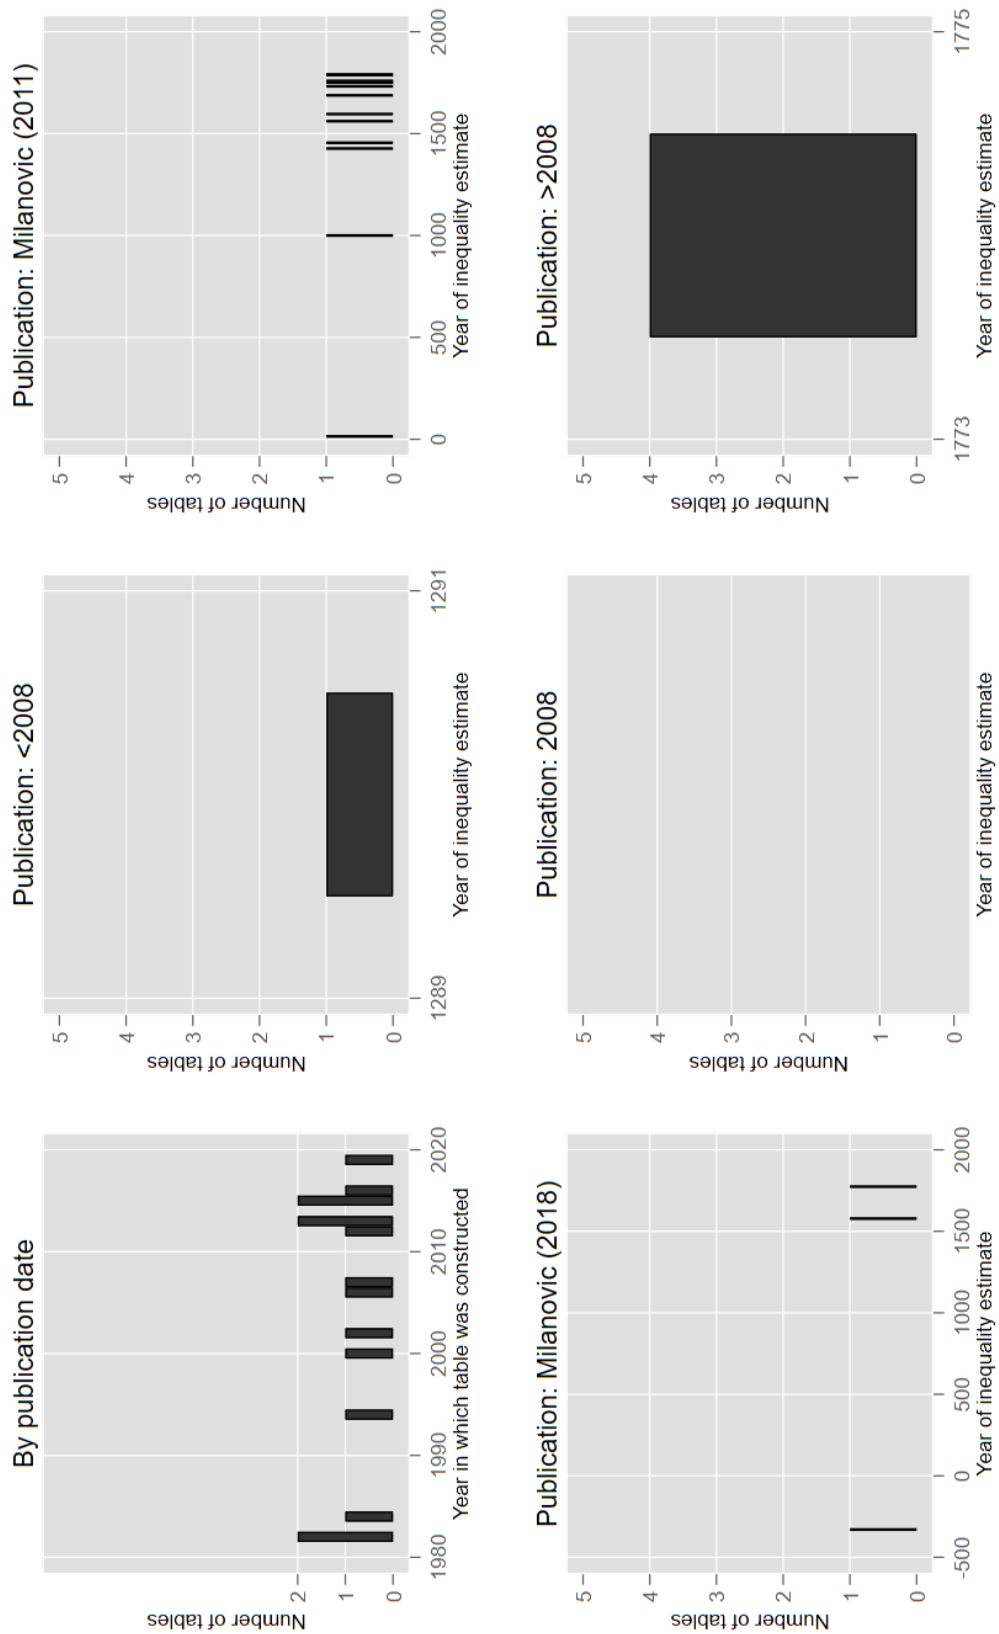 By publication date
Number of tables
2
1
0
1980
1990
2000
2010
2020
Year in which table was constructed
Publication: <2008
Number of tables
5
4
3
2
1
0
1289
1291
Year of inequality estimate
Publication: Milanovic (2011)
Number of tables
5
4
3
2
1
0
0
500
1000
1500
2000
Year of inequality estimate
Publication: Milanovic (2018)
Number of tables
5
4
3
2
1
0
-500
0
500
1000
1500
2000
Year of inequality estimate
Publication: 2008
Number of tables
5
4
3
2
1
0
Year of inequality estimate
Publication: >2008
Number of tables
5
4
3
2
1
0
1773
1775
Year of inequality estimate